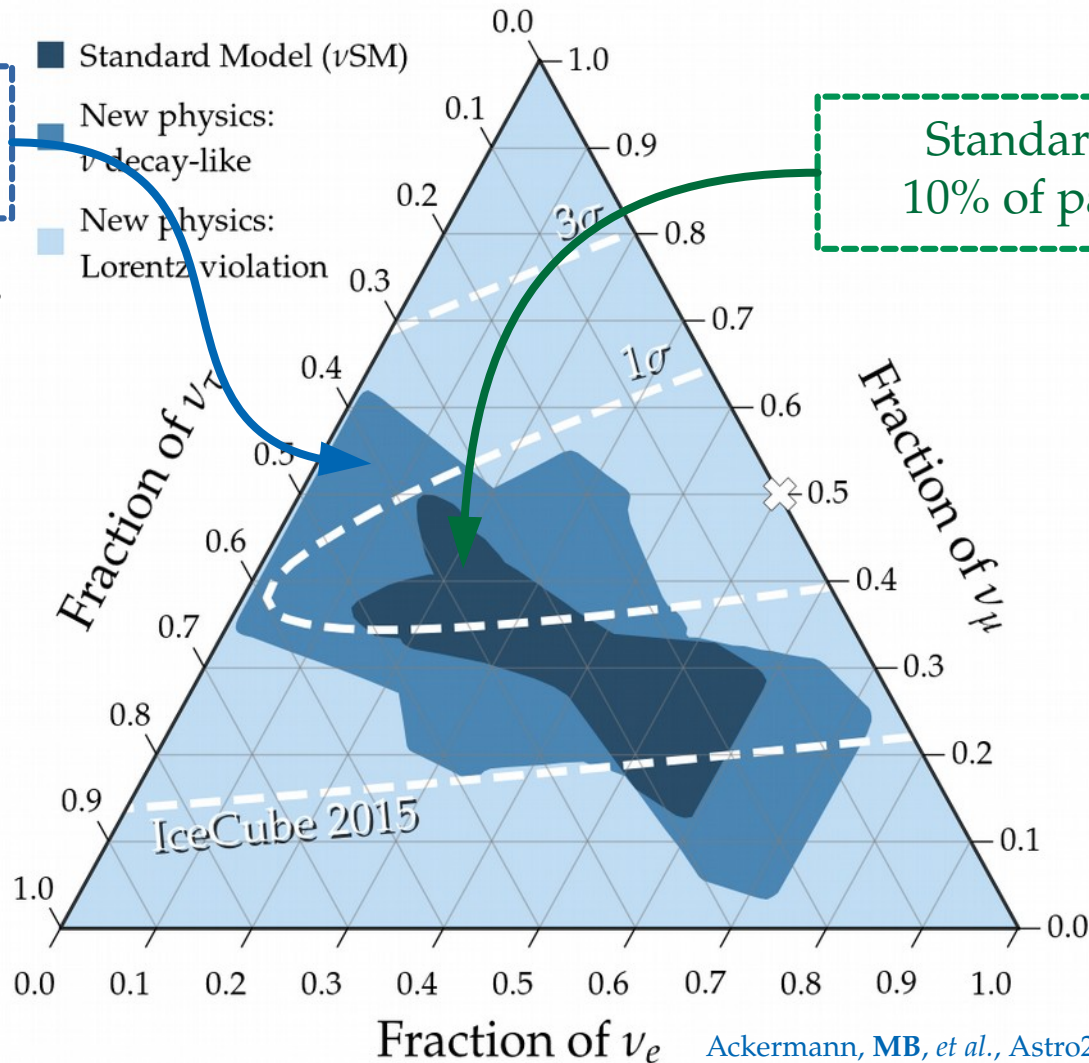 Standard Model (νSM)
New physics:
ν decay-like
New physics:
Lorentz violation
10% of
0.0
0.1
0.2
0.3
0.4
0.5
0.6
0.7
0.8
0.9
1.0
Fraction of ντ
1.0
0.9
0.8
0.7
0.6
0.5
0.4
0.3
0.2
0.1
0.0
Fraction of νμ
3σ
1σ
IceCube 2015
0.0
0.1
0.2
0.3
0.4
0.5
0.6
0.7
0.8
0.9
1.0
Fraction of νe
Ackermann, MB, et al.,